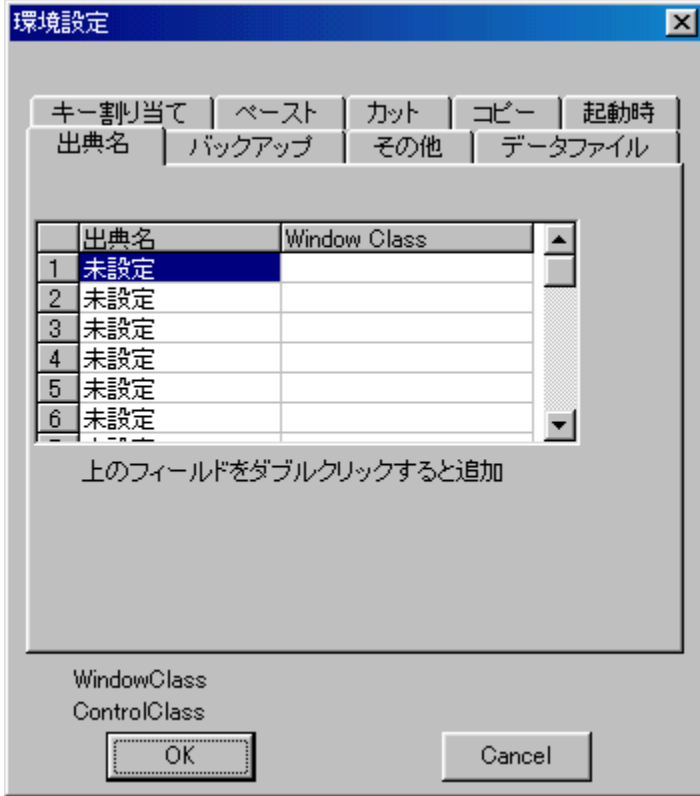 環境設定
キー割り当て ペースト カット コピー 起動時
出典名 バックアップ その他 データファイル
出典名 Window Class
1 未設定
2 未設定
3 未設定
4 未設定
5 未設定
6 未設定
上のフィールドをダブルクリックすると追加
WindowClass
ControlClass
OK Cancel